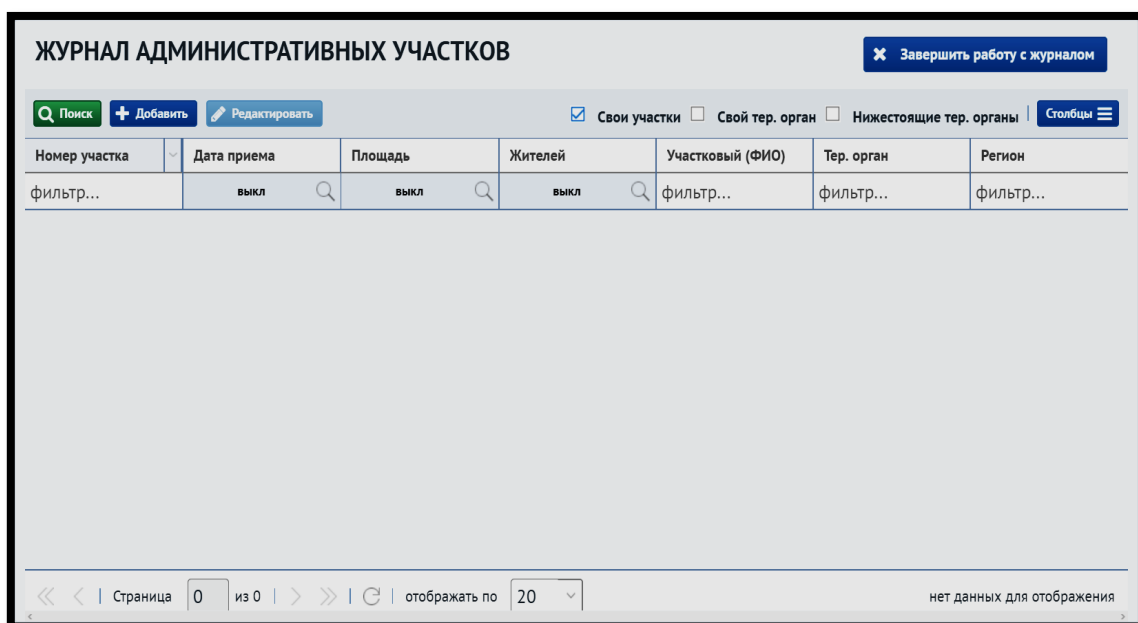 ЖУРНАЛ АДМИНИСТРАТИВНЫХ УЧАСТКОВ
Завершить работу с журналом
Поиск Добавить Редактировать Свои участки Свой тер. орган Нижестоящие тер. органы Столбцы
Номер участка Дата приема Площадь Жителей Участковый (ФИО) Тер. орган Регион
фильтр... выкл выкл выкл фильтр... фильтр... фильтр...
Страница 0 из 0 отображать по 20 нет данных для отображения